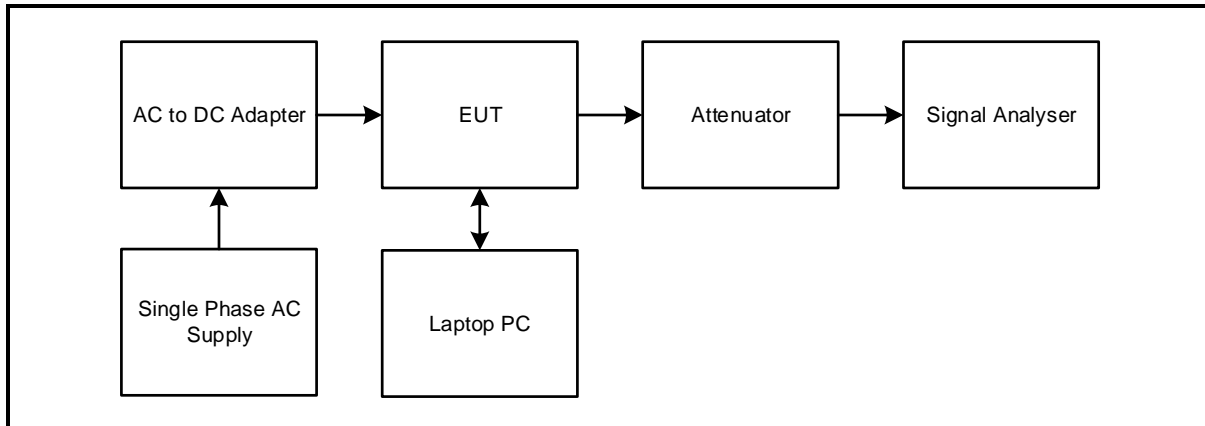 AC to DC Adapter
EUT
Attenuator
Signal Analyser
Single Phase AC
Supply
Laptop PC